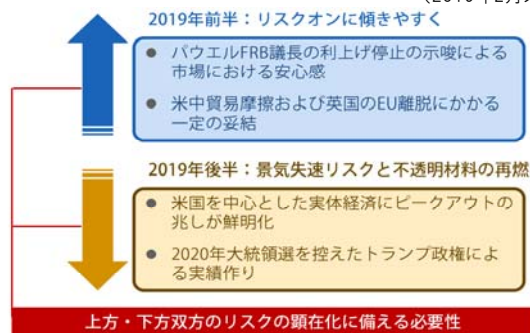 2019年前半：リスクオンに傾きやすく
● パウエルFRB議長の利上げ停止の示唆による
市場における安心感
● 米中貿易摩擦および英国のEU離脱にかかる
一定の妥結
2019年後半：景気失速リスクと不透明材料の再燃
● 米国を中心とした実体経済にピークアウトの
兆しが鮮明化
● 2020年大統領選を控えたトランプ政権によ
る実績作り
上方・下方双方のリスクの顕在化に備える必要性